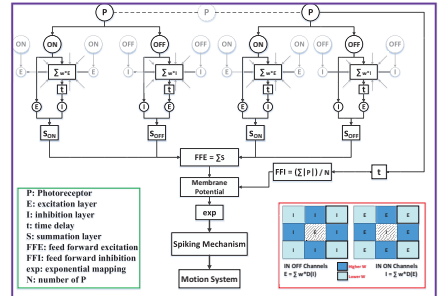 P P P
ON ON OFF OFF ON ON OFF OFF
E Σ w*E E I Σ w*I I E Σ w*E E I Σ w*I I
t t t t
E I E I E I E I
S_ON S_OFF S_ON S_OFF
FFE = ∑S
FFI = (∑|P|) / N
t
Membrane
Potential
exp
Spiking Mechanism
Motion System
P: Photoreceptor
E: excitation layer
I: inhibition layer
t: time delay
S: summation layer
FFE: feed forward excitation
FFI: feed forward inhibition
exp: exponential mapping
N: number of P
I I I E E E
I E I E I E
I I I E E E
Higher W
Lower W
IN OFF Channels
E = ∑ w*D(I)
IN ON Channels
I = ∑ w*D(E)